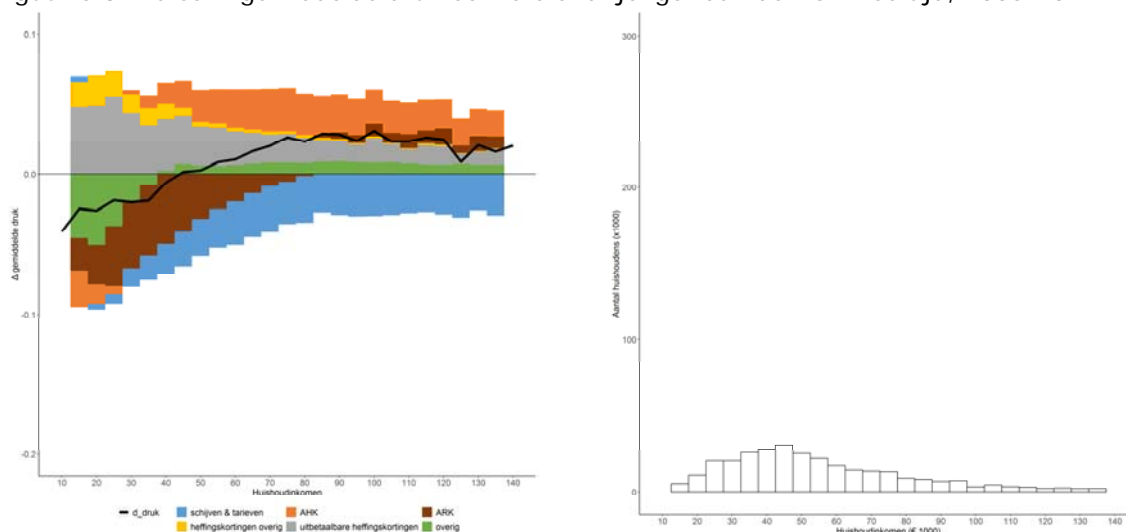 0.1
0.0
-0.1
-0.2
Δ gemiddelde druk
10 20 30 40 50 60 70 80 90 100 110 120 130 140
Huishoudinkomen
d_druk schijven & tarieven AHK ARK
heffingskortingen overig uitbetaalbare heffingskortingen overig
300
200
100
0
Aantal huishoudens (x1000)
10 20 30 40 50 60 70 80 90 100 110 120 130 140
Huishoudinkomen (€ 1000)